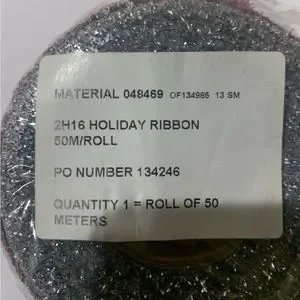 MATERIAL 048469 OF134995 13 SM
2H16 HOLIDAY RIBBON
50M/ROLL
PO NUMBER 134246
QUANTITY 1 = ROLL OF 50
METERS